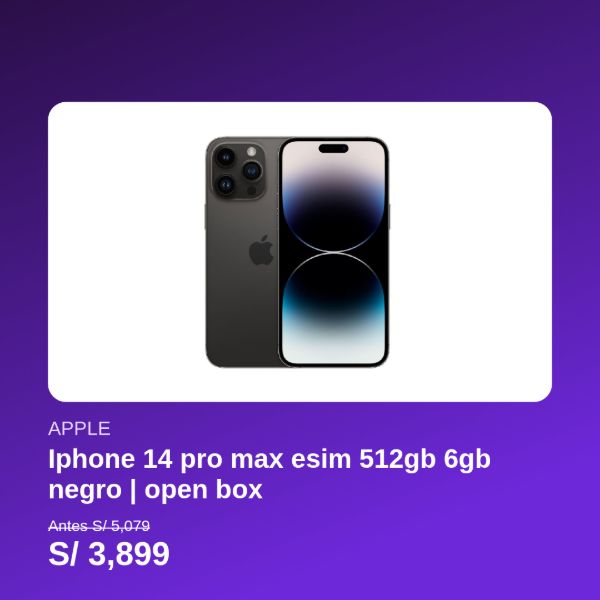 APPLE
Iphone 14 pro max esim 512gb 6gb
negro | open box
Antes S/ 5,079
S/ 3,899